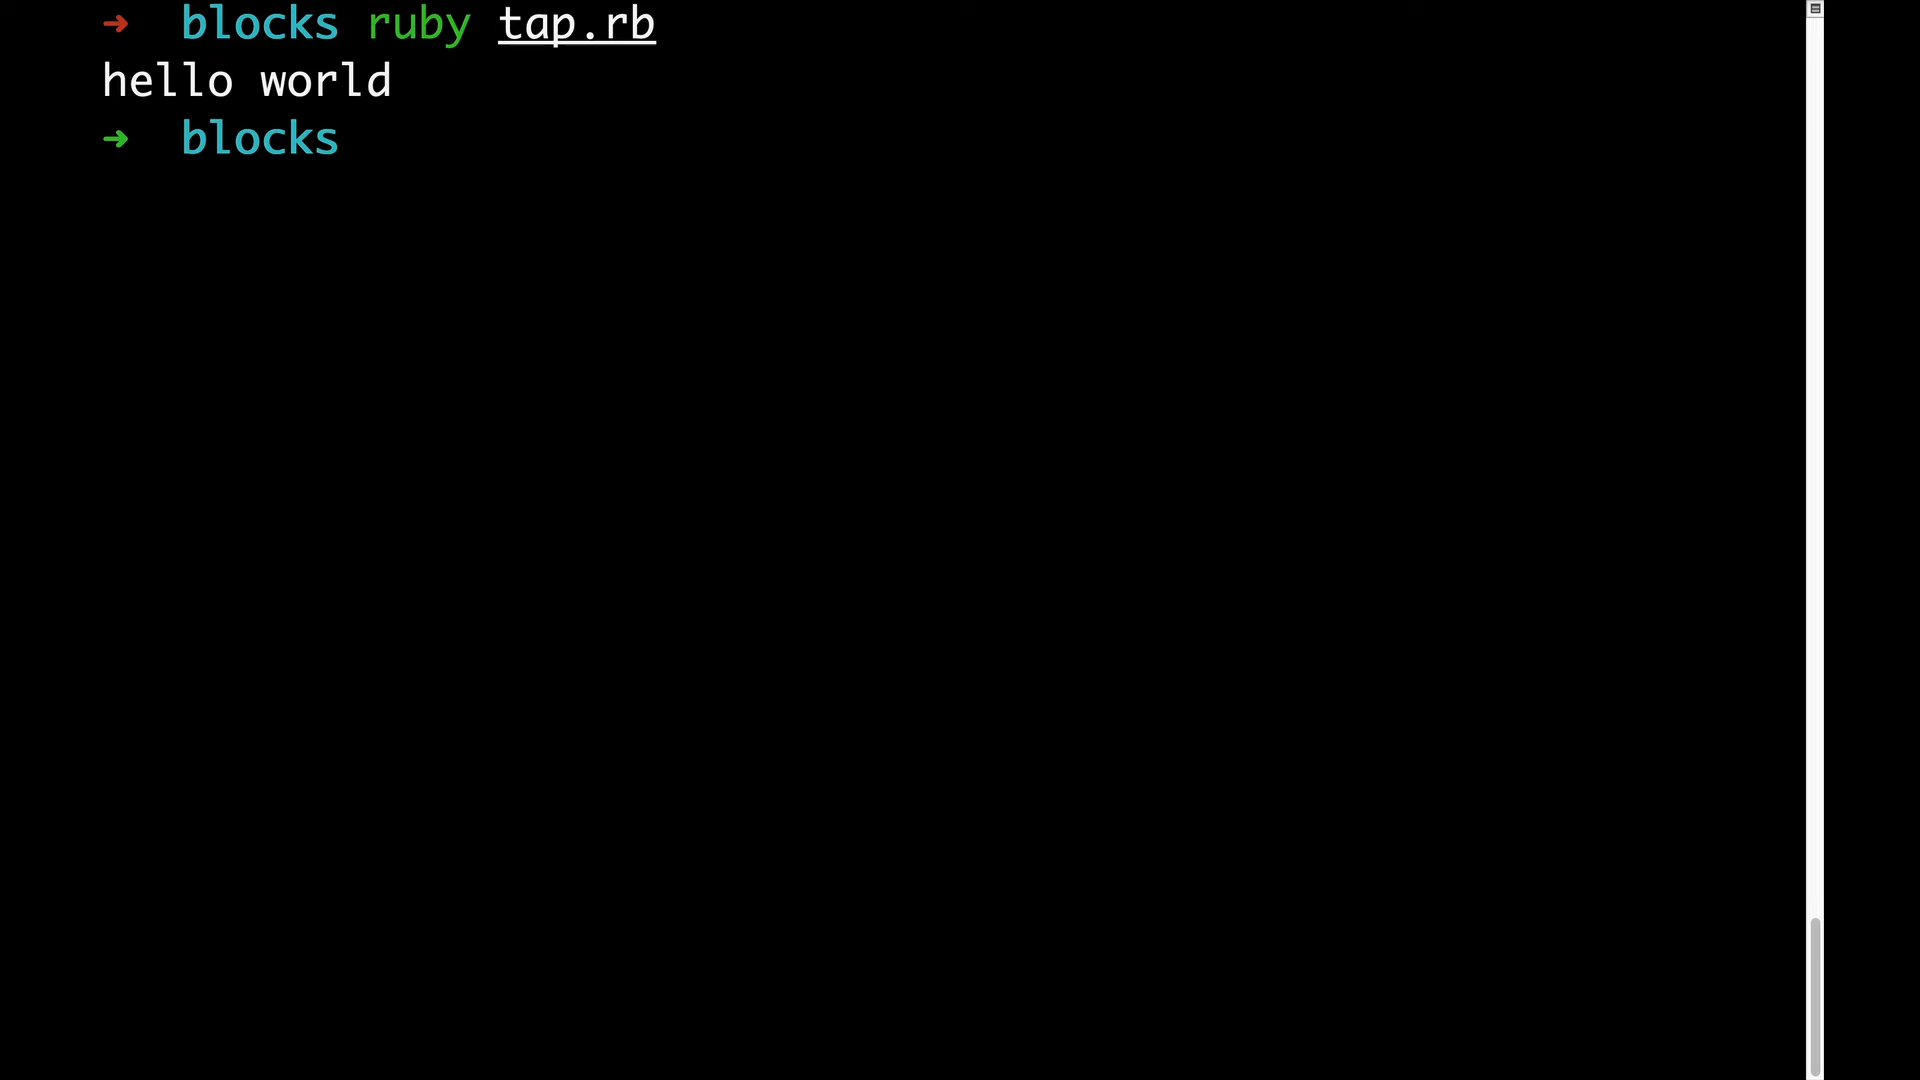 ➜  blocks ruby tap.rb
hello world
➜  blocks